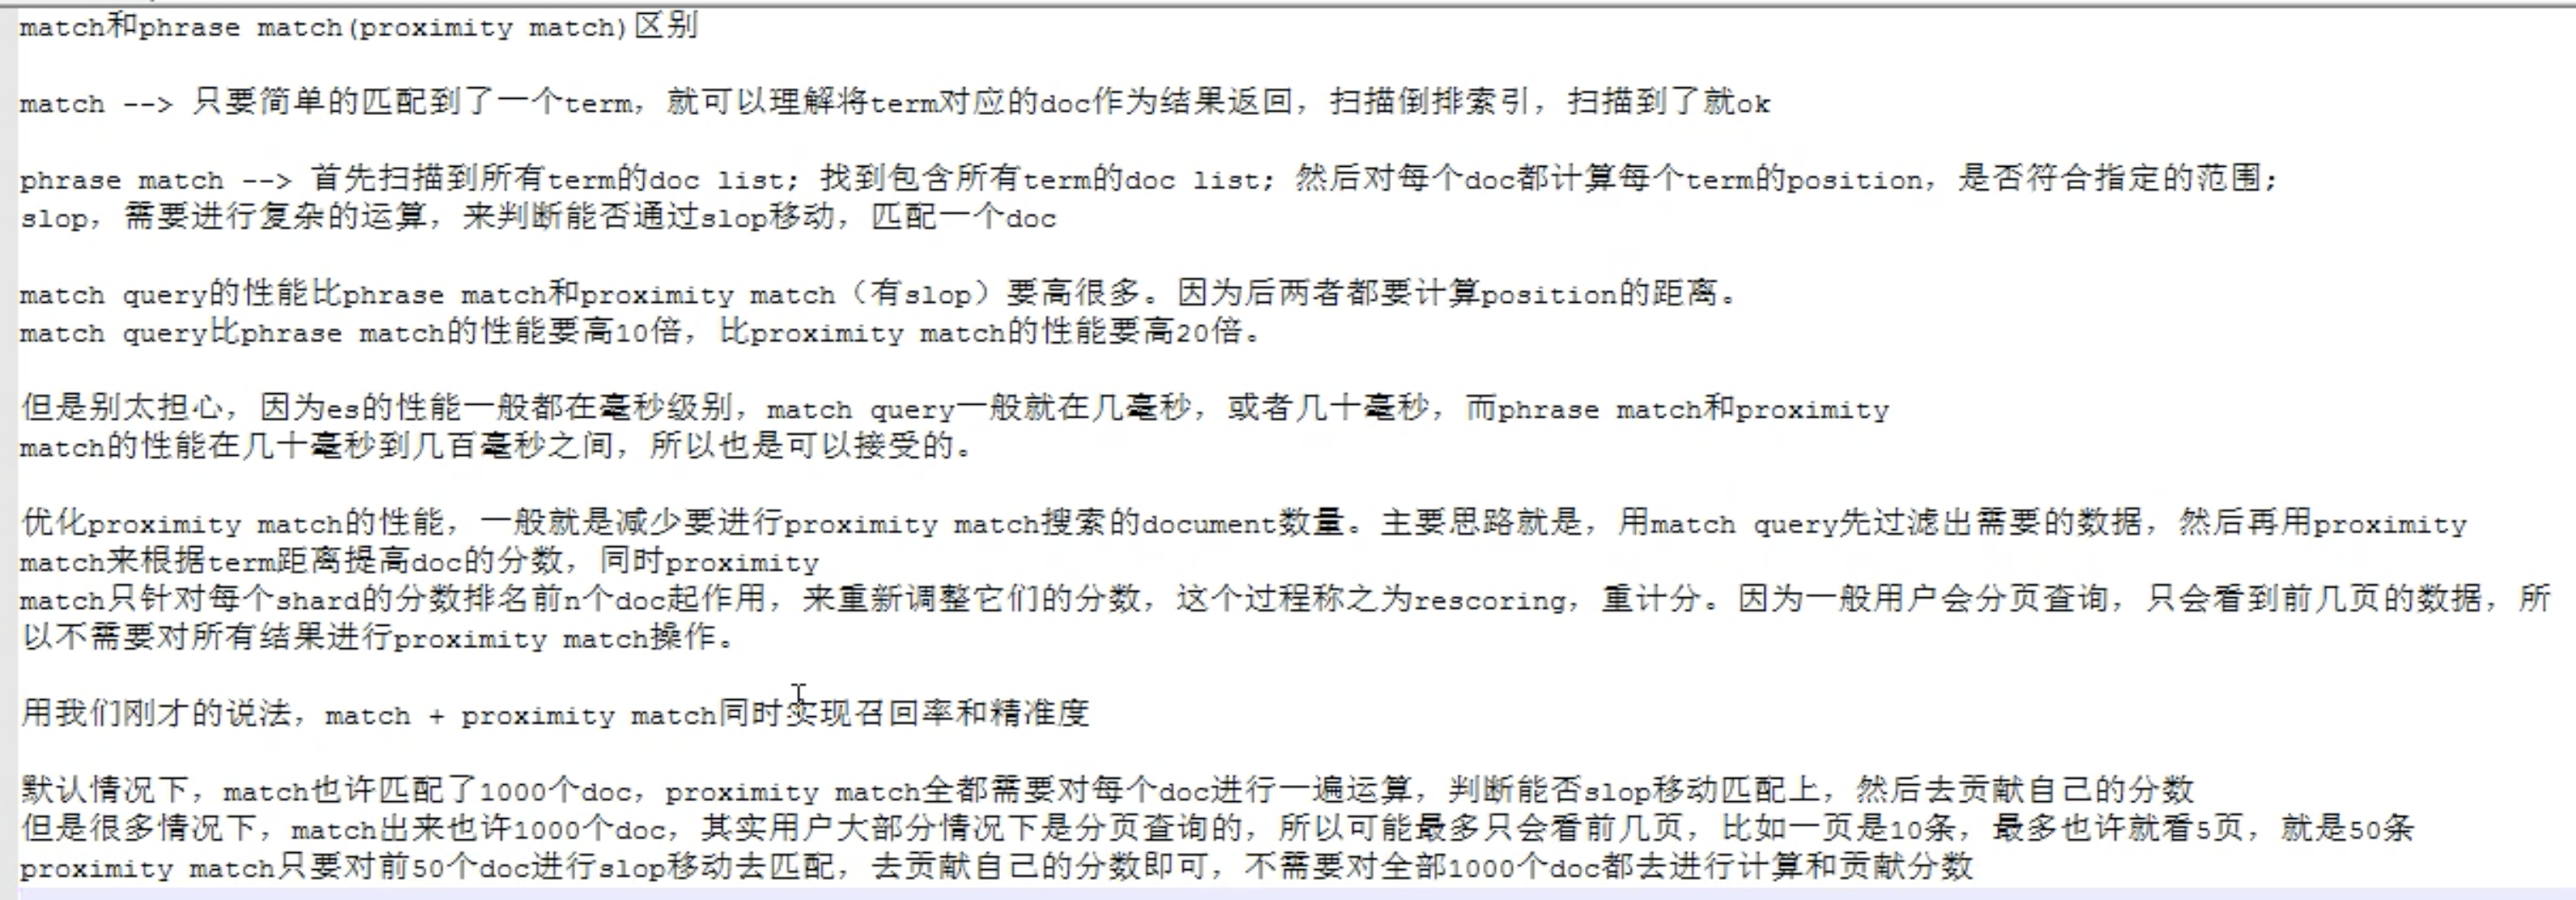 match和phrase match(proximity match)区别
match --> 只要简单的匹配到了一个term，就可以理解将term对应的doc作为结果返回，扫描倒排索引，扫描到了就ok
phrase match --> 首先扫描到所有term的doc list; 找到包含所有term的doc list; 然后对每个doc都计算每个term的position，是否符合指定的范围;
slop，需要进行复杂的运算，来判断能否通过slop移动，匹配一个doc
match query的性能比phrase match和proximity match（有slop）要高很多。因为后两者都要计算position的距离。
match query比phrase match的性能要高10倍，比proximity match的性能要高20倍。
但是别太担心，因为es的性能一般都在毫秒级别，match query一般就在几毫秒，或者几十毫秒，而phrase match和proximity
match的性能在几十毫秒到几百毫秒之间，所以也是可以接受的。
优化proximity match的性能，一般就是减少要进行proximity match搜索的document数量。主要思路就是，用match query先过滤出需要的数据，然后再用proximity
match来根据term距离提高doc的分数，同时proximity
match只针对每个shard的分数排名前n个doc起作用，来重新调整它们的分数，这个过程称之为rescoring，重计分。因为一般用户会分页查询，只会看到前几页的数据，所
以不需要对所有结果进行proximity match操作。
用我们刚才的说法，match + proximity match同时实现召回率和精准度
默认情况下，match也许匹配了1000个doc，proximity match全都需要对每个doc进行一遍运算，判断能否slop移动匹配上，然后去贡献自己的分数
但是很多情况下，match出来也许1000个doc，其实用户大部分情况下是分页查询的，所以可能最多只会看前几页，比如一页是10条，最多也许就看5页，就是50条
proximity match只要对前50个doc进行slop移动去匹配，去贡献自己的分数即可，不需要对全部1000个doc都去进行计算和贡献分数